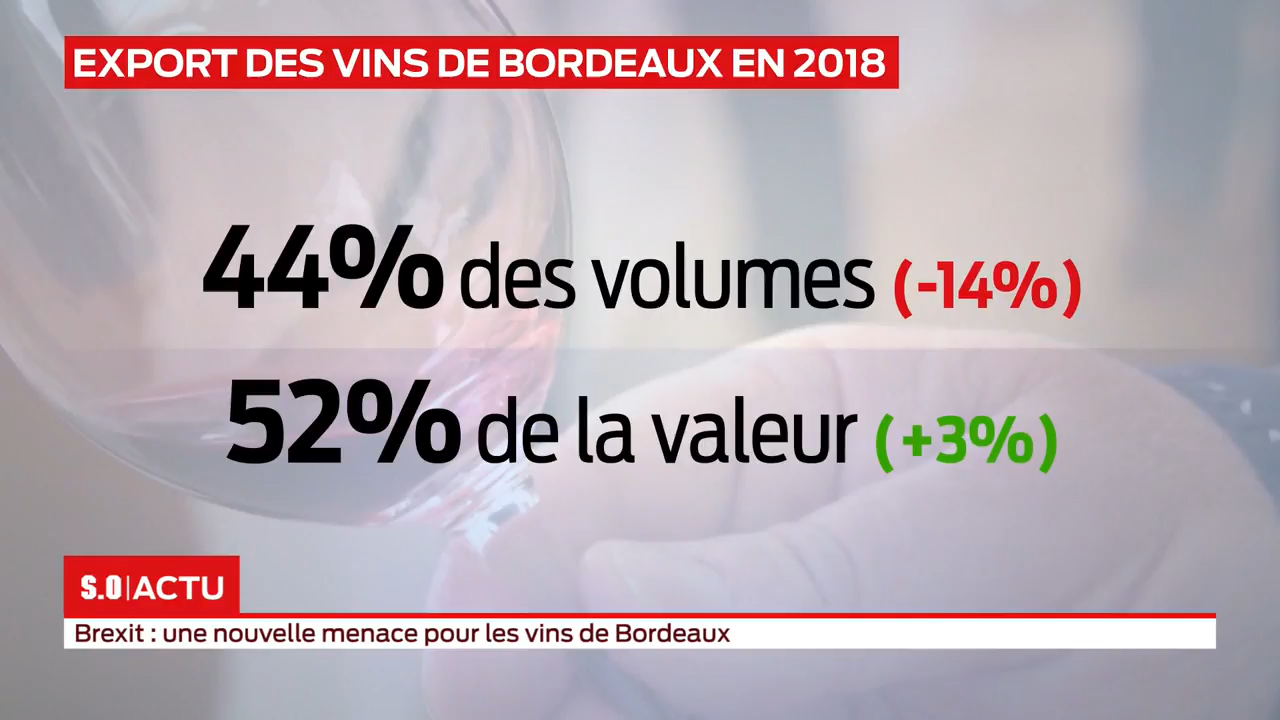 EXPORT DES VINS DE BORDEAUX EN 2018
44% des volumes (-14%)
52% de la valeur (+3%)
S.O|ACTU
Brexit : une nouvelle menace pour les vins de Bordeaux